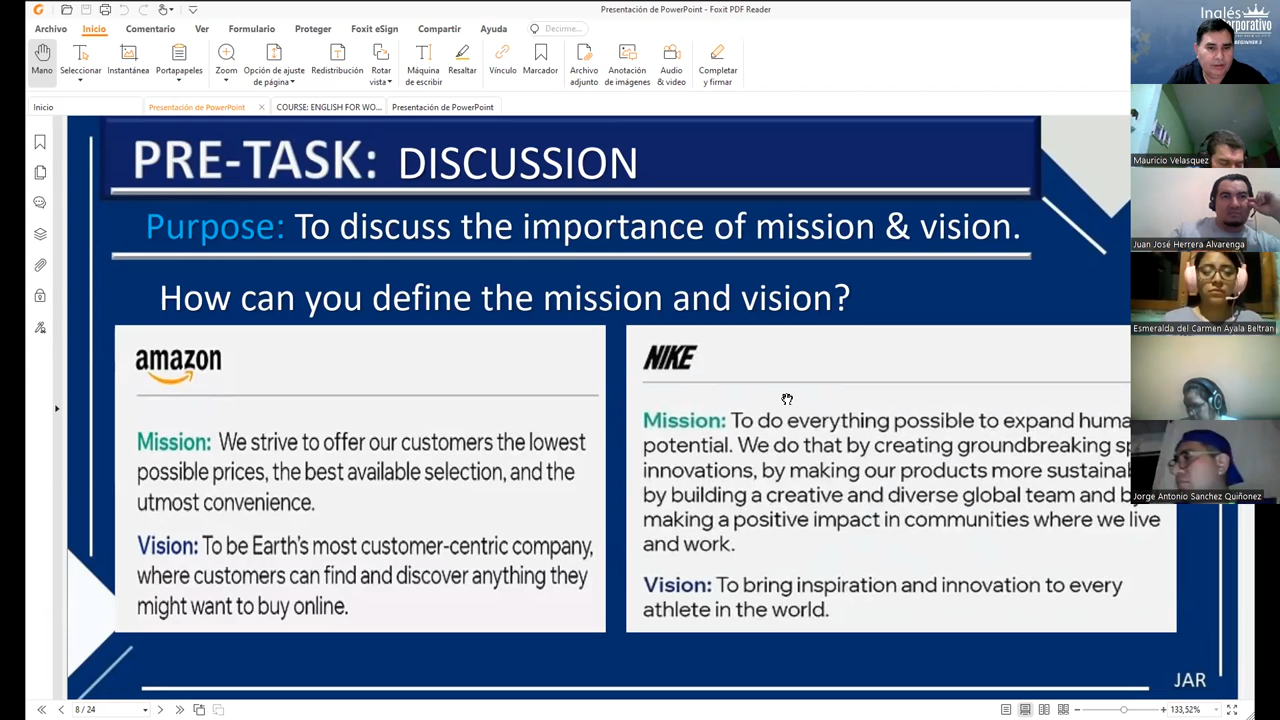 Presentación de PowerPoint - Foxit PDF Reader
Archivo Inicio Comentario Ver Formulario Proteger Foxit eSign Compartir Ayuda Decirme...
Mano Seleccionar Instantánea Portapapeles Zoom Opción de ajuste de página Redistribución Rotar vista Máquina de escribir Resaltar Vínculo Marcador Archivo adjunto Anotación de imágenes Audio & video Completar y firmar
Inicio Presentación de PowerPoint COURSE: ENGLISH FOR WO... Presentación de PowerPoint
PRE-TASK: DISCUSSION
Purpose: To discuss the importance of mission & vision.
How can you define the mission and vision?
amazon
Mission: We strive to offer our customers the lowest
possible prices, the best available selection, and the
utmost convenience.
Vision: To be Earth's most customer-centric company,
where customers can find and discover anything they
might want to buy online.
NIKE
Mission: To do everything possible to expand huma
potential. We do that by creating groundbreaking sp
innovations, by making our products more sustainab
by building a creative and diverse global team and b
making a positive impact in communities where we live
and work.
Vision: To bring inspiration and innovation to every
athlete in the world.
JAR
8 / 24
133,52%
Inglés
Mauricio Velasquez
Juan José Herrera Alvarenga
Esmeralda del Carmen Ayala Beltran
Jorge Antonio Sanchez Quiñonez